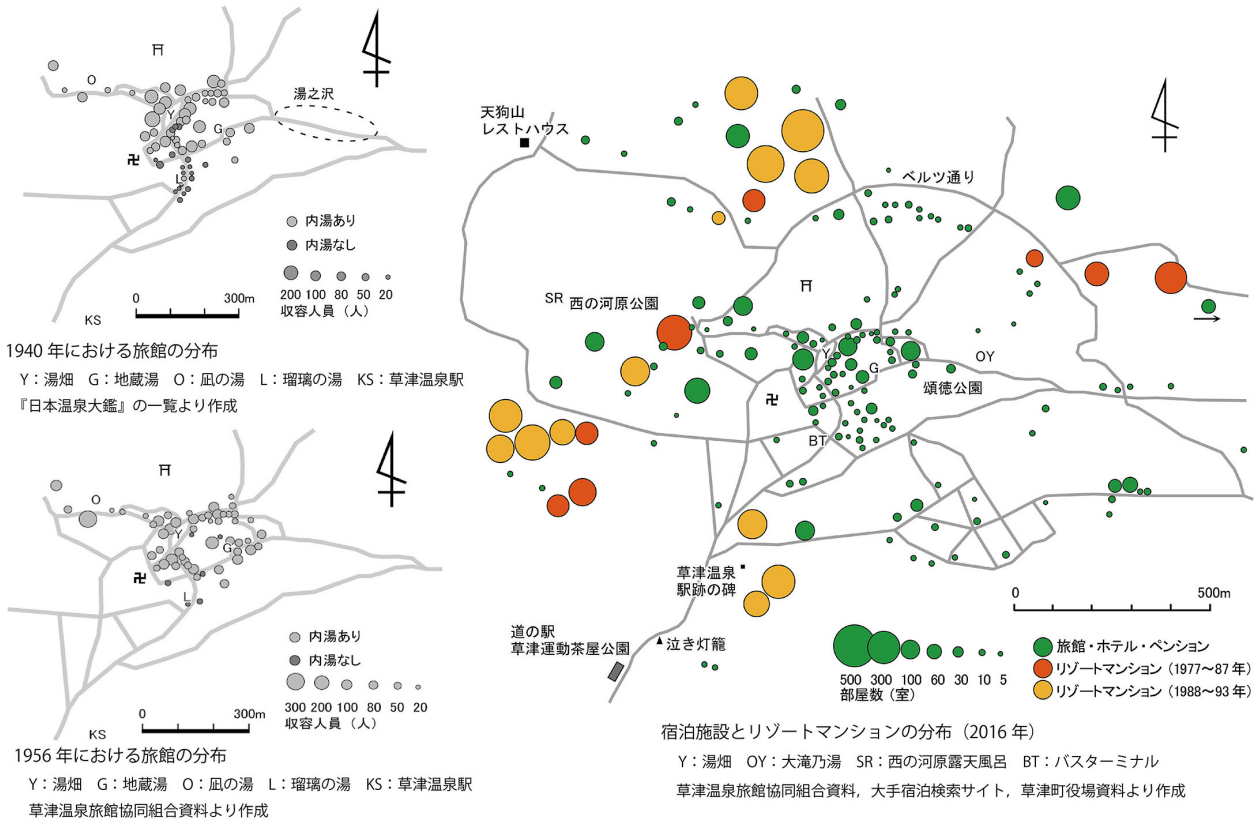 O
湯之沢
Y
G
L
内湯あり
内湯なし
200 100 80 50 20
収容人員(人)
0 300m
KS
1940 年における旅館の分布
Y:湯畑 G:地蔵湯 O:凪の湯 L:瑠璃の湯 KS:草津温泉駅
『日本温泉大鑑』の一覧より作成
O
Y
G
L
内湯あり
内湯なし
300 200 100 80 50 20
収容人員(人)
0 300m
KS
1956 年における旅館の分布
Y:湯畑 G:地蔵湯 O:凪の湯 L:瑠璃の湯 KS:草津温泉駅
草津温泉旅館協同組合資料より作成
天狗山
レストハウス
ベルツ通り
SR 西の河原公園
Y
G
OY
頌徳公園
BT
草津温泉
駅跡の碑
道の駅
草津運動茶屋公園
泣き灯籠
0 500m
500 300 100 60 30 10 5
部屋数(室)
旅館・ホテル・ペンション
リゾートマンション(1977〜87 年)
リゾートマンション(1988〜93 年)
宿泊施設とリゾートマンションの分布(2016 年)
Y:湯畑 OY:大滝乃湯 SR:西の河原露天風呂 BT:バスターミナル
草津温泉旅館協同組合資料,大手宿泊検索サイト,草津町役場資料より作成